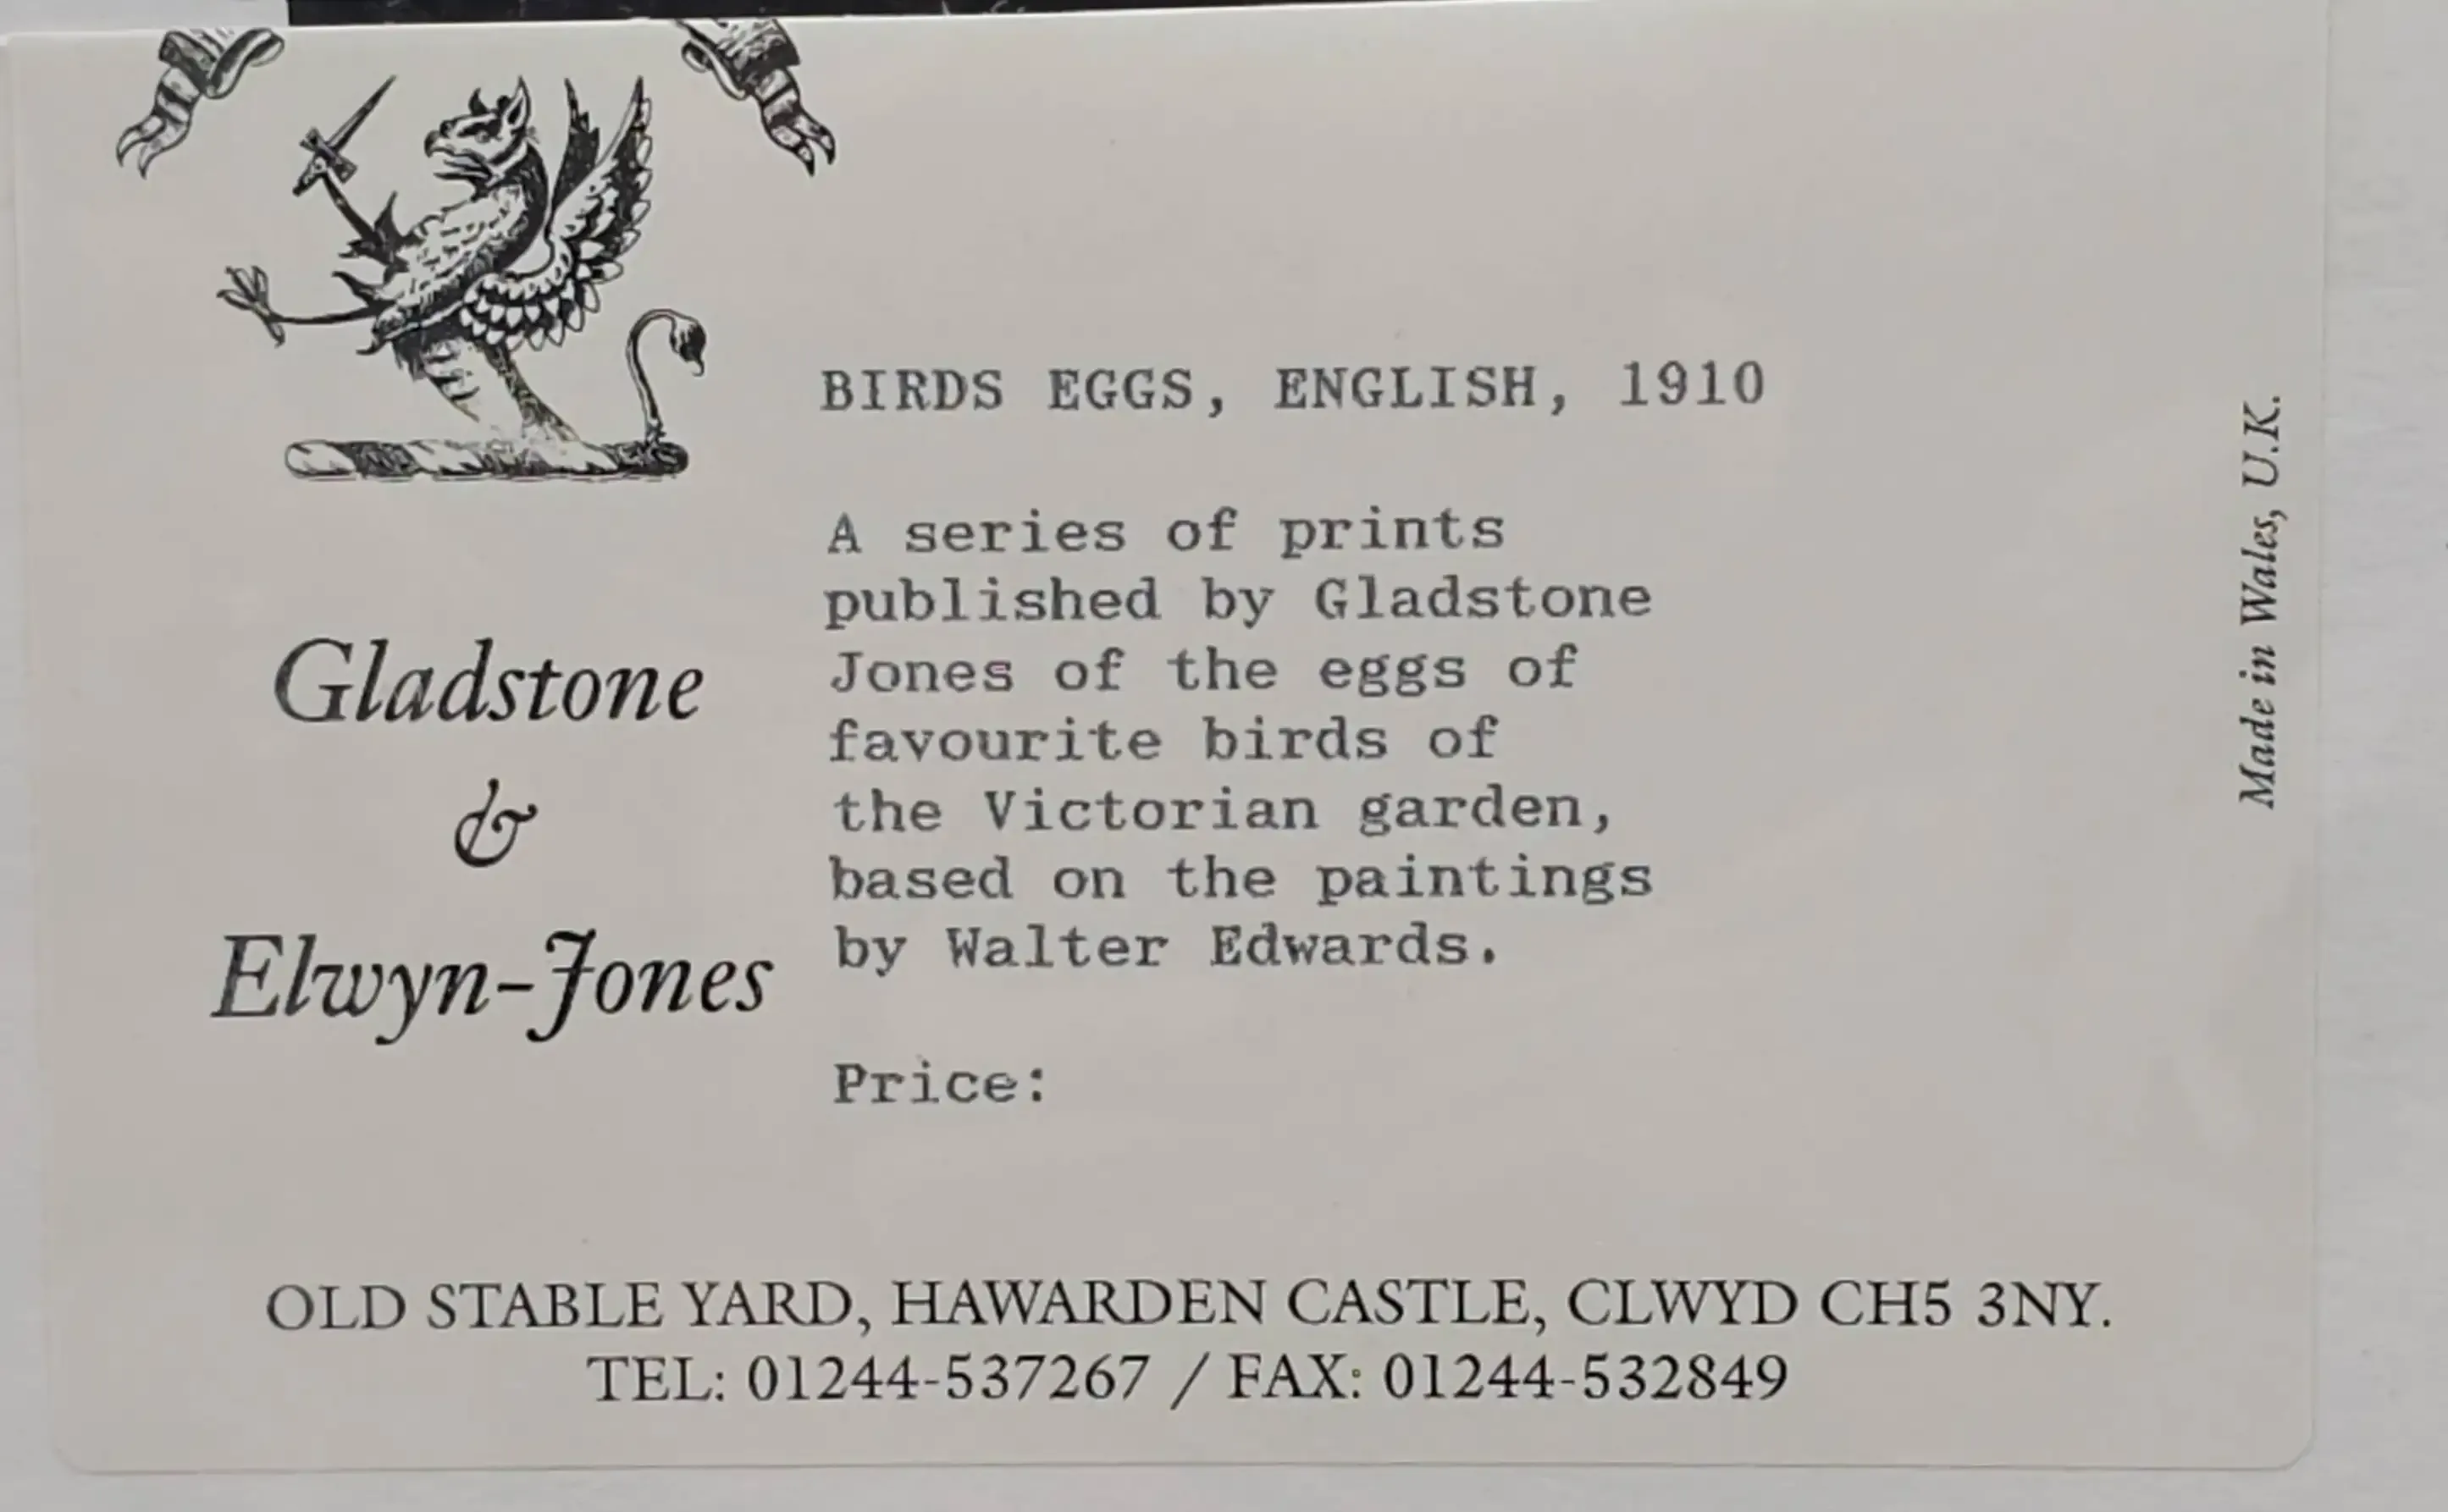 Gladstone
&
Elwyn-Jones
BIRDS EGGS, ENGLISH, 1910
A series of prints
published by Gladstone
Jones of the eggs of
favourite birds of
the Victorian garden,
based on the paintings
by Walter Edwards.
Price:
Made in Wales, U.K.
OLD STABLE YARD, HAWARDEN CASTLE, CLWYD CH5 3NY.
TEL: 01244-537267 / FAX: 01244-532849